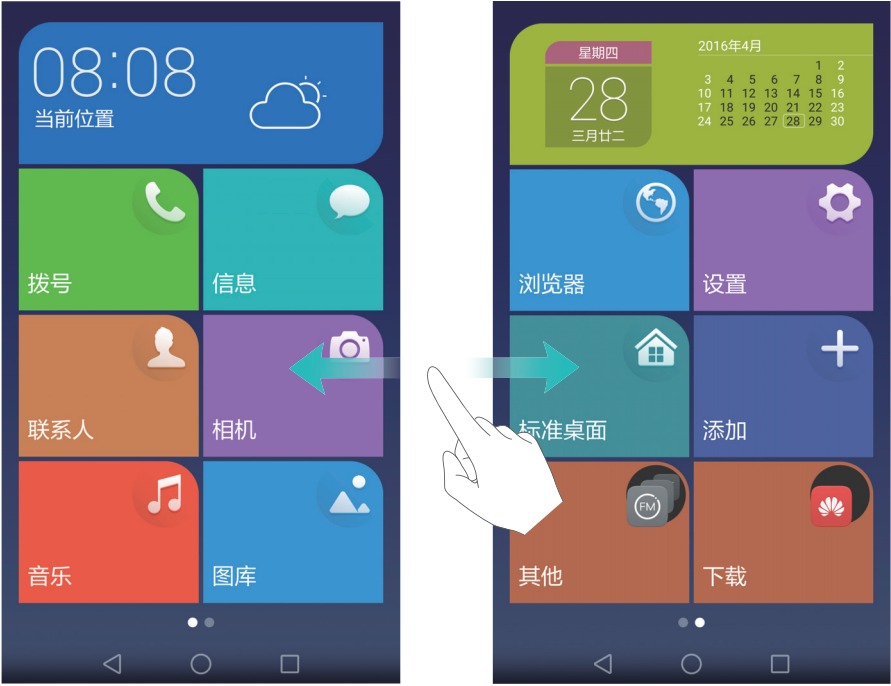 08:08
当前位置
拨号
信息
联系人
相机
音乐
图库
星期四
28
三月廿二
2016年4月
1 2
3 4 5 6 7 8 9
10 11 12 13 14 15 16
17 18 19 20 21 22 23
24 25 26 27 28 29 30
浏览器
设置
标准桌面
添加
FM
其他
下载